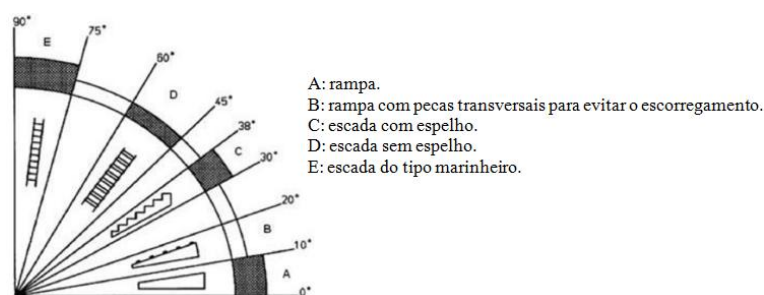 90°
75°
E
60°
D
45°
38°
C
30°
20°
B
10°
A
0°
A: rampa.
B: rampa com pecas transversais para evitar o escorregamento.
C: escada com espelho.
D: escada sem espelho.
E: escada do tipo marinheiro.